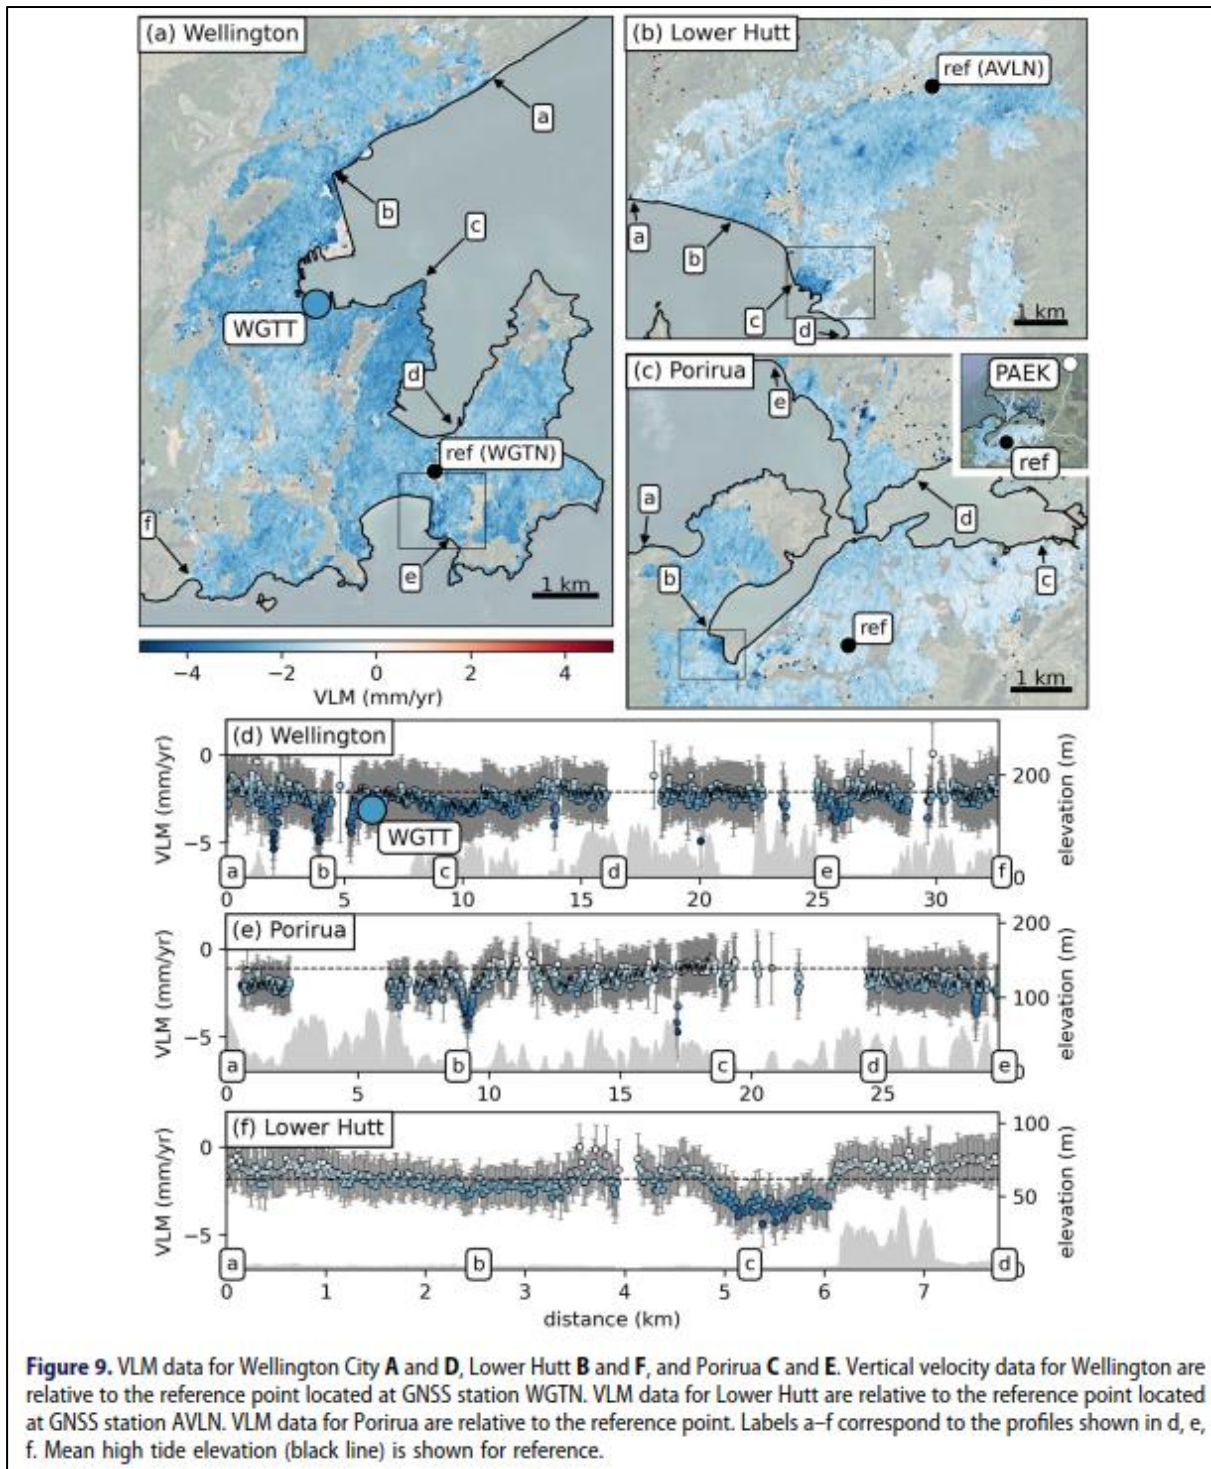 (a) Wellington
a
b
c
WGTT
d
ref (WGTN)
f
e
1 km
−4 −2 0 2 4
VLM (mm/yr)
(b) Lower Hutt
ref (AVLN)
a
b
c
d
1 km
(c) Porirua
PAEK
ref
e
a
d
b
c
ref
1 km
(d) Wellington
VLM (mm/yr)
0
−5
WGTT
200
0
elevation (m)
a b c d e f
0 5 10 15 20 25 30
(e) Porirua
VLM (mm/yr)
0
−5
200
100
0
elevation (m)
a b c d e
0 5 10 15 20 25
(f) Lower Hutt
VLM (mm/yr)
0
−5
100
50
0
elevation (m)
a b c d
0 1 2 3 4 5 6 7
distance (km)
Figure 9. VLM data for Wellington City A and D, Lower Hutt B and F, and Porirua C and E. Vertical velocity data for Wellington are
relative to the reference point located at GNSS station WGTN. VLM data for Lower Hutt are relative to the reference point located
at GNSS station AVLN. VLM data for Porirua are relative to the reference point. Labels a–f correspond to the profiles shown in d, e,
f. Mean high tide elevation (black line) is shown for reference.